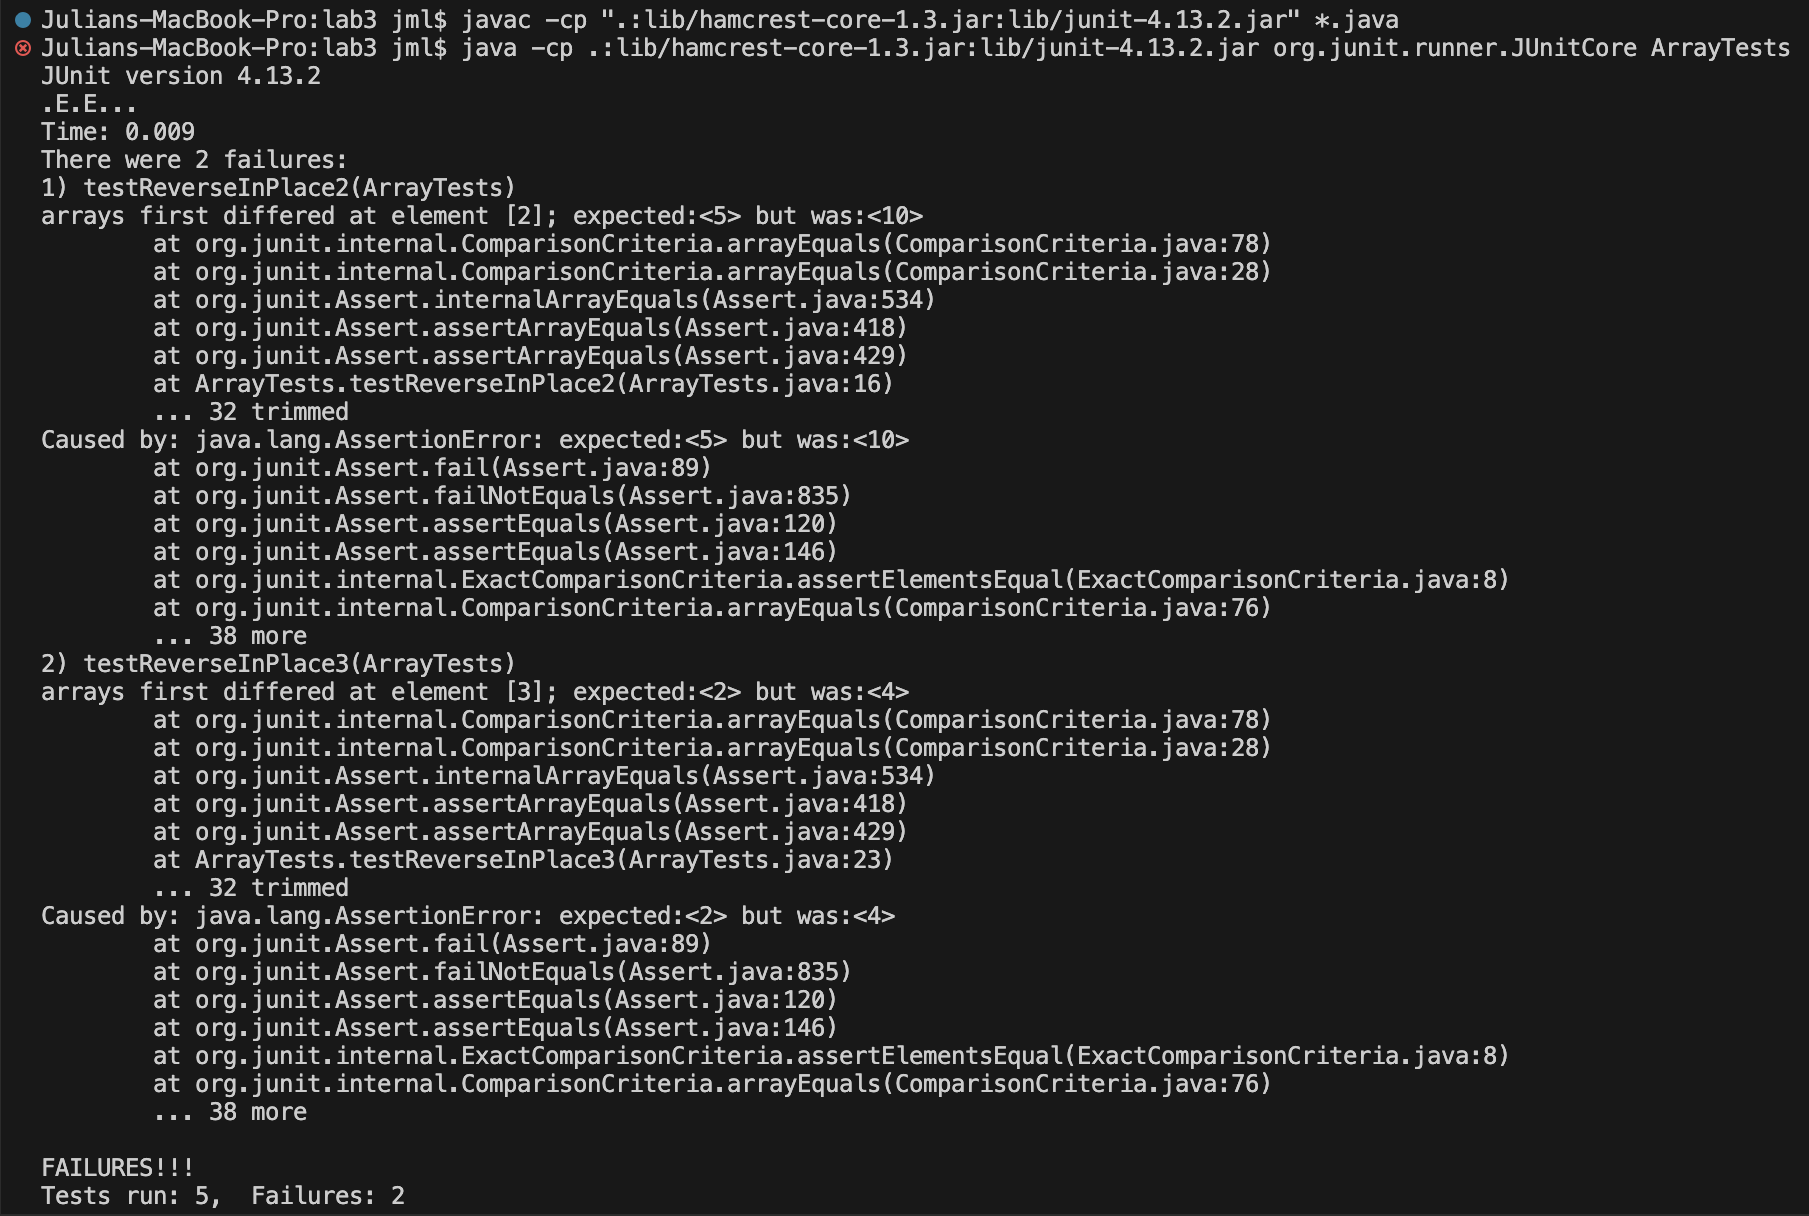 Julians-MacBook-Pro:lab3 jml$ javac -cp ".:lib/hamcrest-core-1.3.jar:lib/junit-4.13.2.jar" *.java
Julians-MacBook-Pro:lab3 jml$ java -cp .:lib/hamcrest-core-1.3.jar:lib/junit-4.13.2.jar org.junit.runner.JUnitCore ArrayTests
JUnit version 4.13.2
.E.E...
Time: 0.009
There were 2 failures:
1) testReverseInPlace2(ArrayTests)
arrays first differed at element [2]; expected:<5> but was:<10>
        at org.junit.internal.ComparisonCriteria.arrayEquals(ComparisonCriteria.java:78)
        at org.junit.internal.ComparisonCriteria.arrayEquals(ComparisonCriteria.java:28)
        at org.junit.Assert.internalArrayEquals(Assert.java:534)
        at org.junit.Assert.assertArrayEquals(Assert.java:418)
        at org.junit.Assert.assertArrayEquals(Assert.java:429)
        at ArrayTests.testReverseInPlace2(ArrayTests.java:16)
        ... 32 trimmed
Caused by: java.lang.AssertionError: expected:<5> but was:<10>
        at org.junit.Assert.fail(Assert.java:89)
        at org.junit.Assert.failNotEquals(Assert.java:835)
        at org.junit.Assert.assertEquals(Assert.java:120)
        at org.junit.Assert.assertEquals(Assert.java:146)
        at org.junit.internal.ExactComparisonCriteria.assertElementsEqual(ExactComparisonCriteria.java:8)
        at org.junit.internal.ComparisonCriteria.arrayEquals(ComparisonCriteria.java:76)
        ... 38 more
2) testReverseInPlace3(ArrayTests)
arrays first differed at element [3]; expected:<2> but was:<4>
        at org.junit.internal.ComparisonCriteria.arrayEquals(ComparisonCriteria.java:78)
        at org.junit.internal.ComparisonCriteria.arrayEquals(ComparisonCriteria.java:28)
        at org.junit.Assert.internalArrayEquals(Assert.java:534)
        at org.junit.Assert.assertArrayEquals(Assert.java:418)
        at org.junit.Assert.assertArrayEquals(Assert.java:429)
        at ArrayTests.testReverseInPlace3(ArrayTests.java:23)
        ... 32 trimmed
Caused by: java.lang.AssertionError: expected:<2> but was:<4>
        at org.junit.Assert.fail(Assert.java:89)
        at org.junit.Assert.failNotEquals(Assert.java:835)
        at org.junit.Assert.assertEquals(Assert.java:120)
        at org.junit.Assert.assertEquals(Assert.java:146)
        at org.junit.internal.ExactComparisonCriteria.assertElementsEqual(ExactComparisonCriteria.java:8)
        at org.junit.internal.ComparisonCriteria.arrayEquals(ComparisonCriteria.java:76)
        ... 38 more

FAILURES!!!
Tests run: 5,  Failures: 2